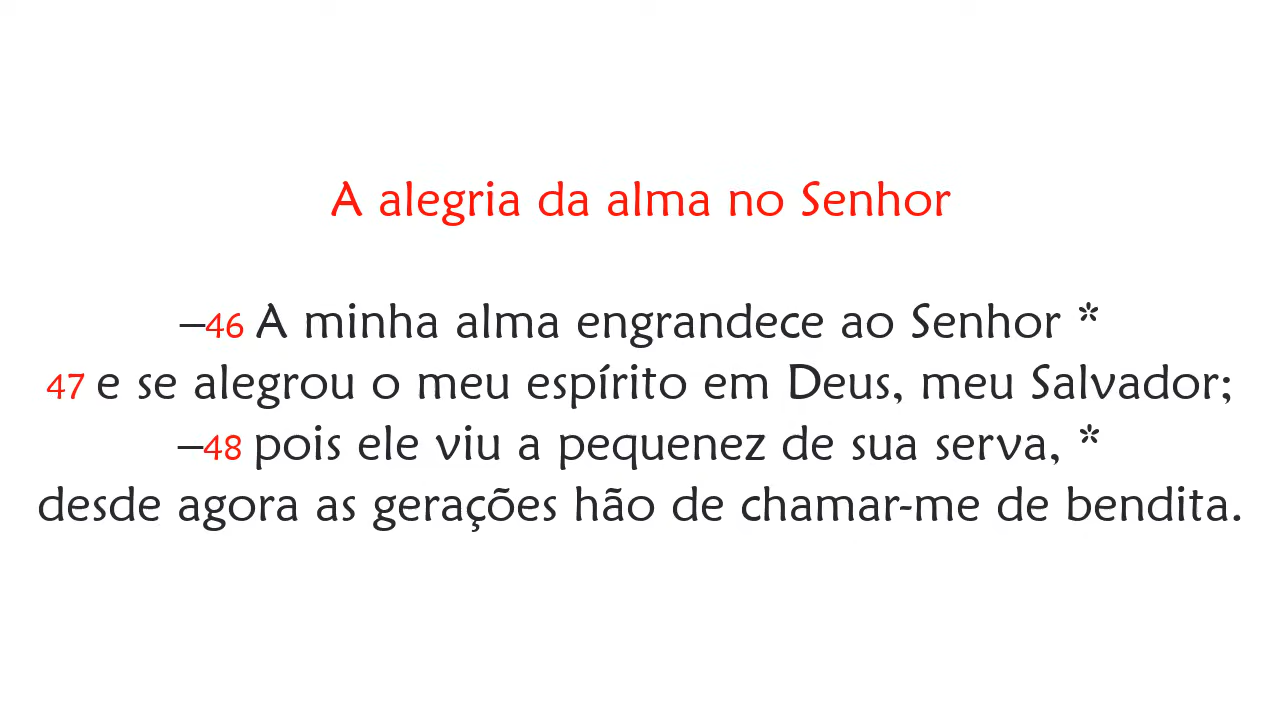 A alegria da alma no Senhor
–46 A minha alma engrandece ao Senhor *
47 e se alegrou o meu espírito em Deus, meu Salvador;
–48 pois ele viu a pequenez de sua serva, *
desde agora as gerações hão de chamar-me de bendita.